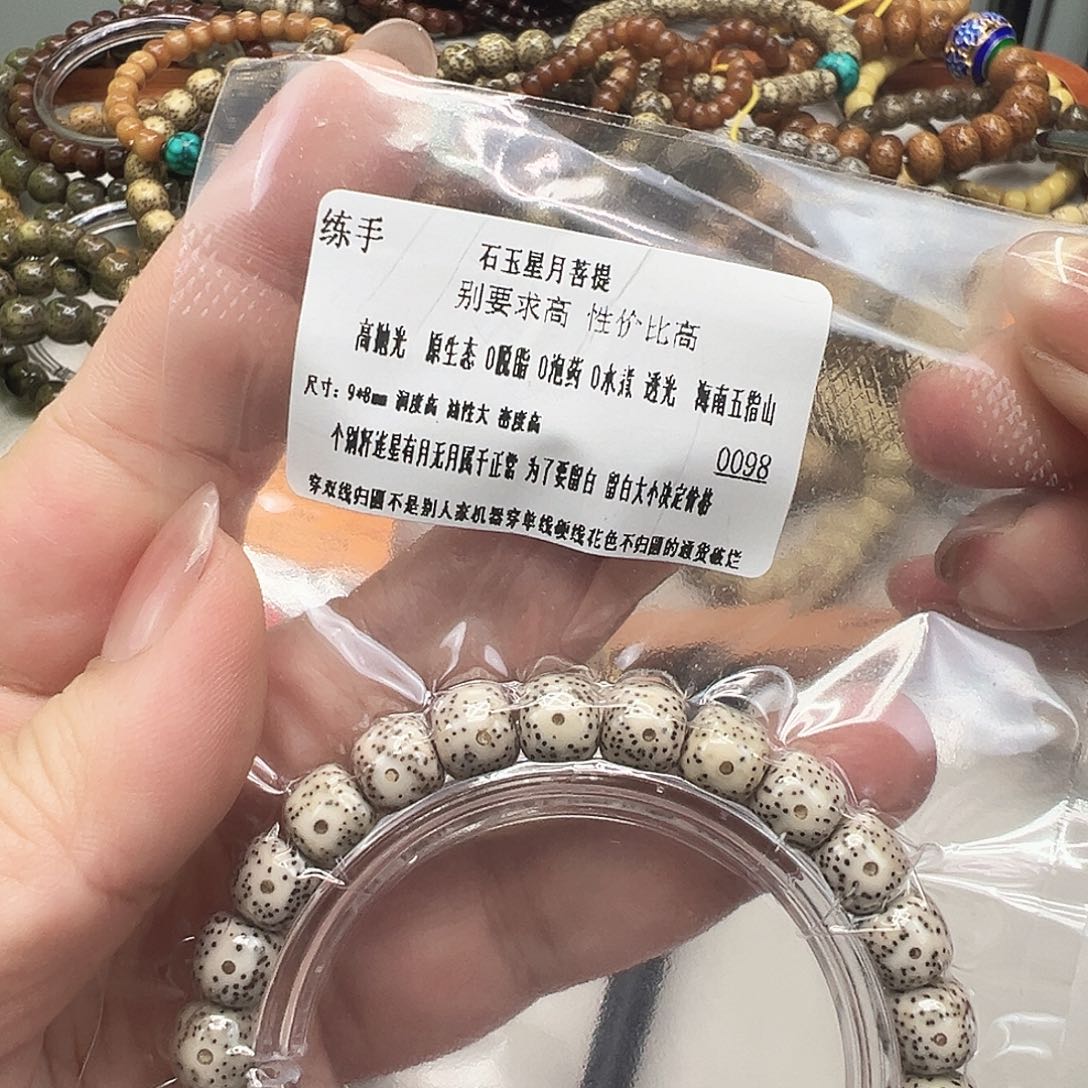 练手
石玉星月菩提
别要求高 性价比高
高抛光 原生态 0脱脂 0泡药 0水煮 透光 海南五指山
尺寸：9*8mm 润度高 油性大 密度高
0098
个别籽连星有月无月属于正常 为了要留白 留白大小决定价格
穿双线归圆不是别人家机器穿单线硬线花色不归圆的通货破烂